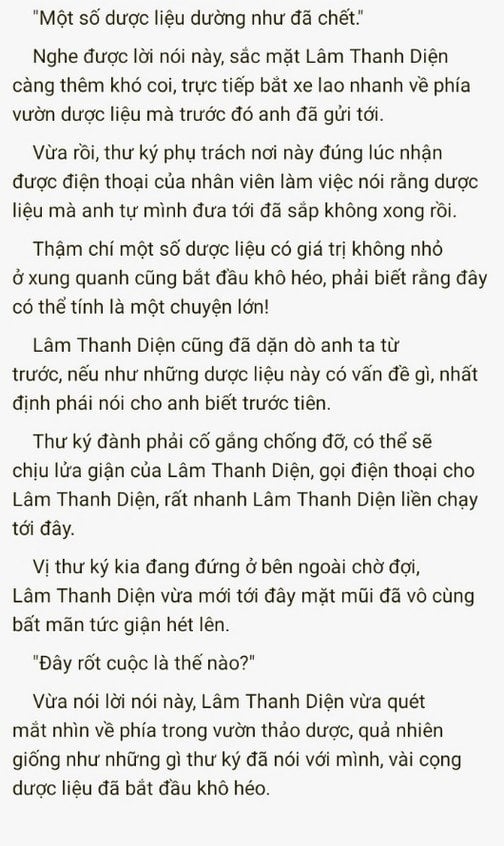 "Một số dược liệu dường như đã chết."
Nghe được lời nói này, sắc mặt Lâm Thanh Diện
càng thêm khó coi, trực tiếp bắt xe lao nhanh về phía
vườn dược liệu mà trước đó anh đã gửi tới.
Vừa rồi, thư ký phụ trách nơi này đúng lúc nhận
được điện thoại của nhân viên làm việc nói rằng dược
liệu mà anh tự mình đưa tới đã sắp không xong rồi.
Thậm chí một số dược liệu có giá trị không nhỏ
ở xung quanh cũng bắt đầu khô héo, phải biết rằng đây
có thể tính là một chuyện lớn!
Lâm Thanh Diện cũng đã dặn dò anh ta từ
trước, nếu như những dược liệu này có vấn đề gì, nhất
định phái nói cho anh biết trước tiên.
Thư ký đành phải cố gắng chống đỡ, có thể sẽ
chịu lửa giận của Lâm Thanh Diện, gọi điện thoại cho
Lâm Thanh Diện, rất nhanh Lâm Thanh Diện liền chạy
tới đây.
Vị thư ký kia đang đứng ở bên ngoài chờ đợi,
Lâm Thanh Diện vừa mới tới đây mặt mũi đã vô cùng
bất mãn tức giận hét lên.
"Đây rốt cuộc là thế nào?"
Vừa nói lời nói này, Lâm Thanh Diện vừa quét
mắt nhìn về phía trong vườn thảo dược, quả nhiên
giống như những gì thư ký đã nói với mình, vài cọng
dược liệu đã bắt đầu khô héo.